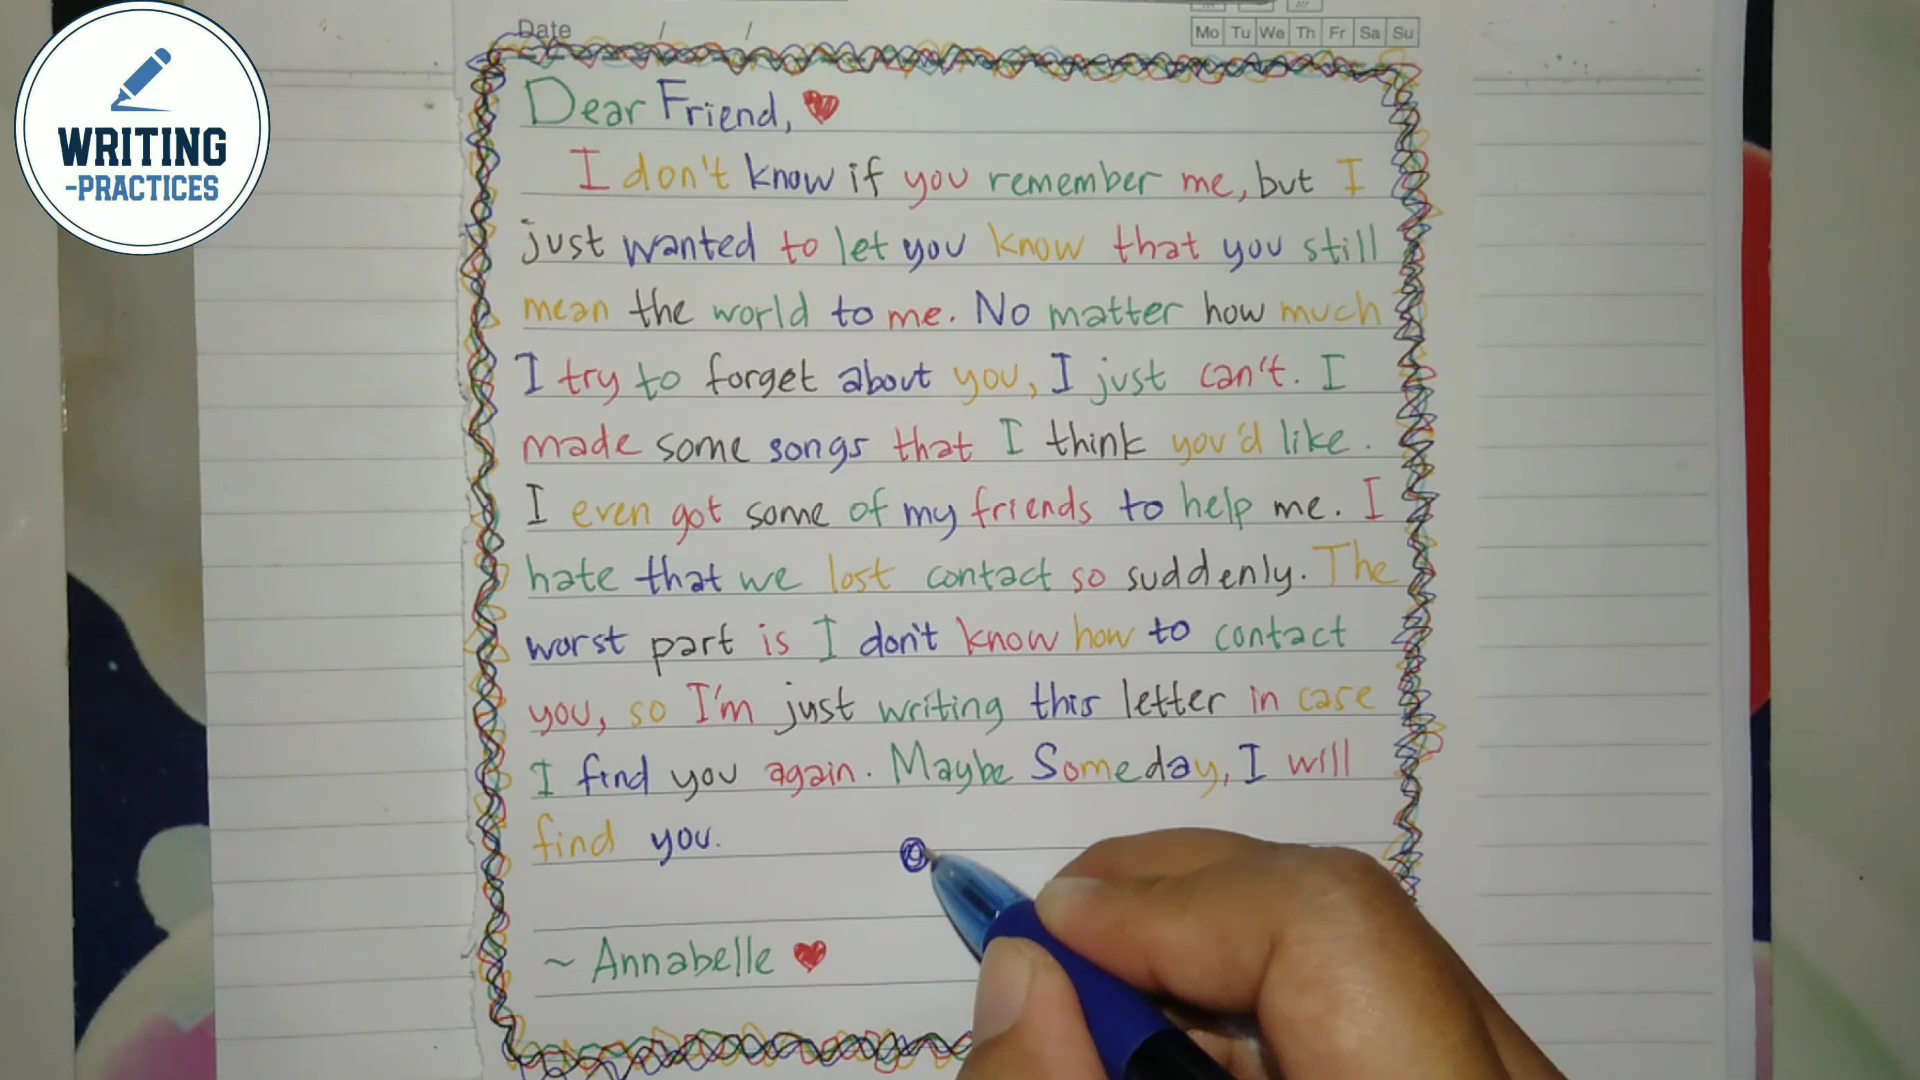 WRITING
-PRACTICES
Date / /
Mo Tu We Th Fr Sa Su
Dear Friend,
I don't know if you remember me, but I
just wanted to let you know that you still
mean the world to me. No matter how much
I try to forget about you, I just can't. I
made some songs that I think you'd like.
I even got some of my friends to help me. I
hate that we lost contact so suddenly. The
worst part is I don't know how to contact
you, so I'm just writing this letter in case
I find you again. Maybe Someday, I will
find you.
~ Annabelle